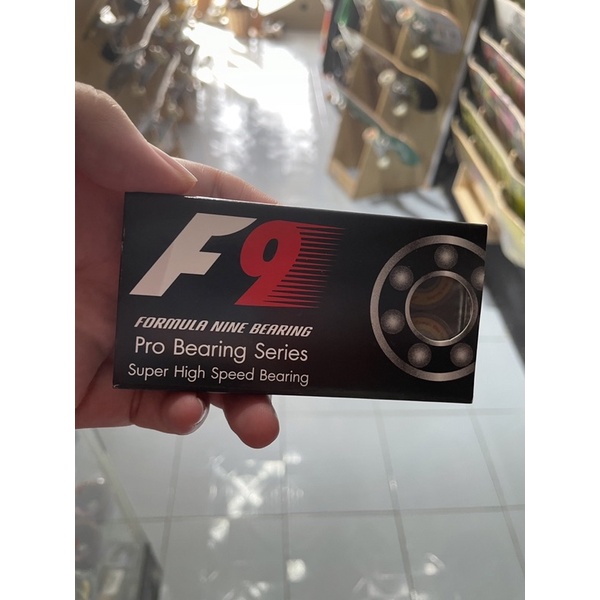 F9
FORMULA NINE BEARING
Pro Bearing Series
Super High Speed Bearing